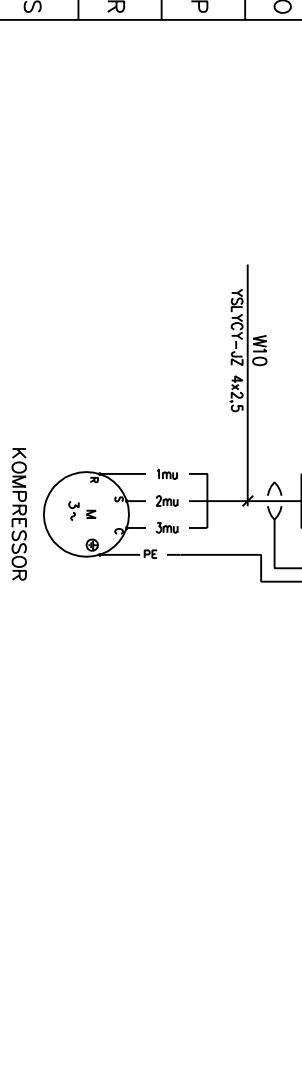 S
R
P
O
W10
YSLYCY-JZ 4x2,5
1mu
2mu
3mu
PE
R
S
C
M
3~
KOMPRESSOR